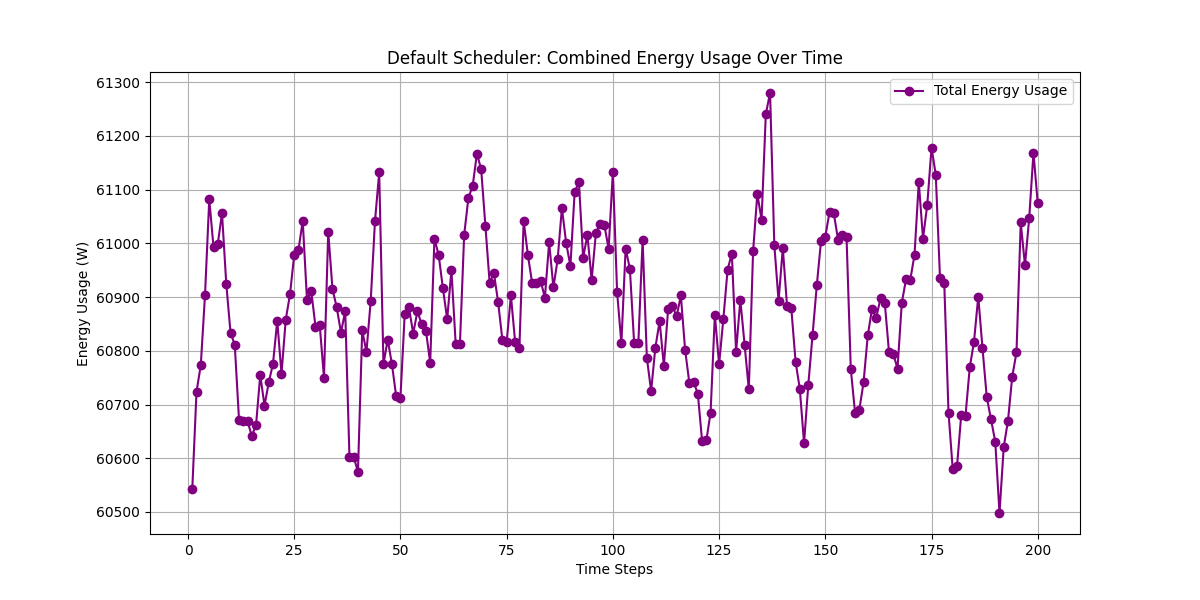 Default Scheduler: Combined Energy Usage Over Time
Total Energy Usage
Energy Usage (W)
61300
61200
61100
61000
60900
60800
60700
60600
60500
0 25 50 75 100 125 150 175 200
Time Steps